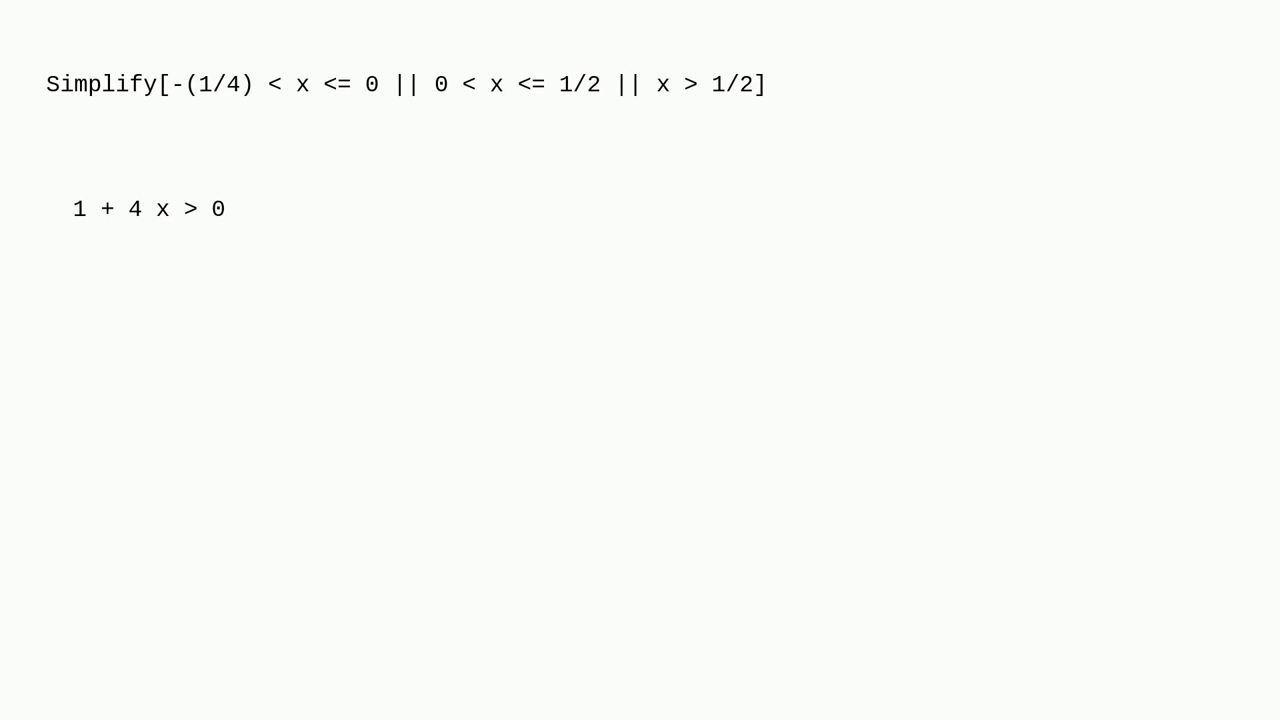 Simplify[-(1/4) < x <= 0 || 0 < x <= 1/2 || x > 1/2]
1 + 4 x > 0